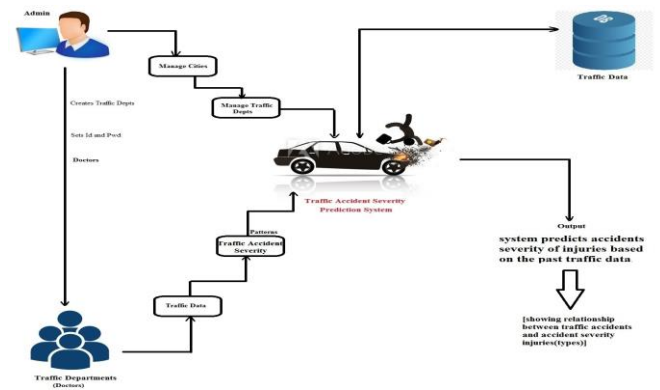 Admin
Manage Cities
Manage Traffic
Depts
Traffic Data
Creates Traffic Depts
Sets Id and Pwd
Doctors
Traffic Accident Severity
Prediction System
Patterns
Traffic Accident
Severity
Traffic Data
Output
system predicts accidents
severity of injuries based
on the past traffic data
[showing relationship
between traffic accidents
and accident severity
injuries(types)]
Traffic Departments
(Doctors)